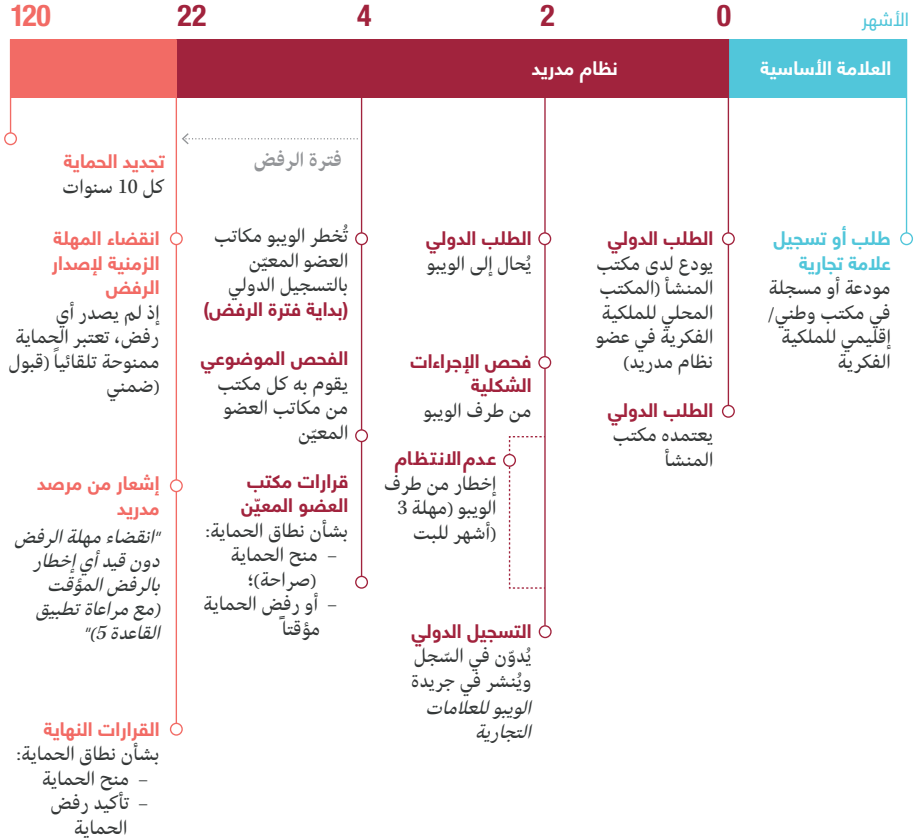 الأشهر
0
2
4
22
120
العلامة الأساسية
نظام مدريد
طلب أو تسجيل
علامة تجارية
مودعة أو مسجلة
في مكتب وطني/
إقليمي للملكية
الفكرية
الطلب الدولي
يودع لدى مكتب
المنشأ (المكتب
المحلي للملكية
الفكرية في عضو
نظام مدريد)
الطلب الدولي
يعتمده مكتب
المنشأ
الطلب الدولي
يُحال إلى الويبو
فحص الإجراءات
الشكلية
من طرف الويبو
عدم الانتظام
إخطار من طرف
الويبو (مهلة 3
أشهر للبت)
التسجيل الدولي
يُدوّن في السّجل
ويُنشر في جريدة
الويبو للعلامات
التجارية
فترة الرفض
تُخطر الويبو مكاتب
العضو المعيّن
بالتسجيل الدولي
(بداية فترة الرفض)
الفحص الموضوعي
يقوم به كل مكتب
من مكاتب العضو
المعيّن
قرارات مكتب
العضو المعيّن
بشأن نطاق الحماية:
– منح الحماية
(صراحة)؛
– أو رفض الحماية
مؤقتاً
تجديد الحماية
كل 10 سنوات
انقضاء المهلة
الزمنية لإصدار
الرفض
إذ لم يصدر أي
رفض، تعتبر الحماية
ممنوحة تلقائياً (قبول
ضمني)
إشعار من مرصد
مدريد
"انقضاء مهلة الرفض
دون قيد أي إخطار
بالرفض المؤقت
(مع مراعاة تطبيق
القاعدة 5)"
القرارات النهاية
بشأن نطاق الحماية:
– منح الحماية
– تأكيد رفض
الحماية